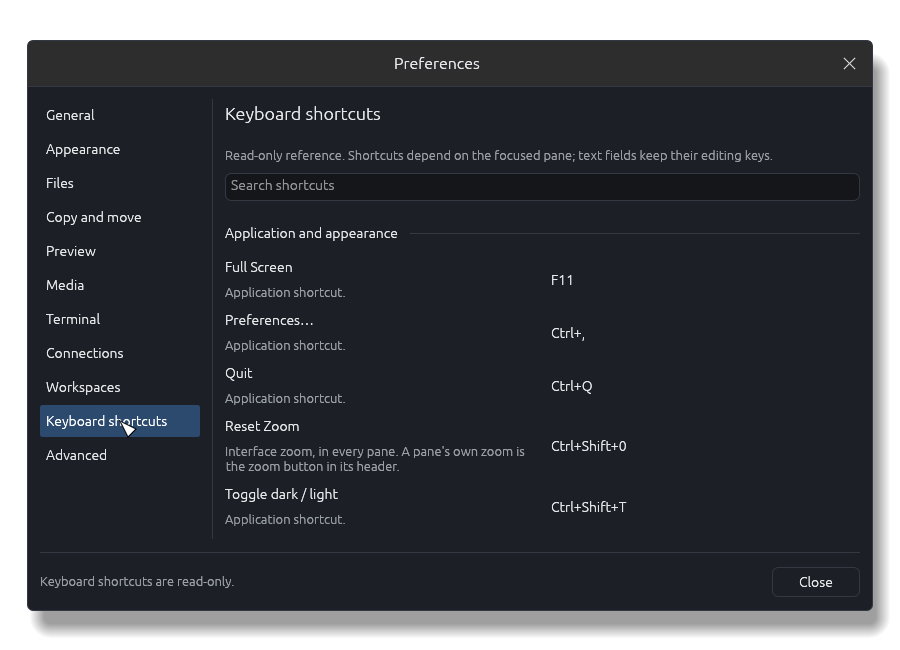 Preferences
General
Appearance
Files
Copy and move
Preview
Media
Terminal
Connections
Workspaces
Keyboard shortcuts
Advanced
Keyboard shortcuts
Read-only reference. Shortcuts depend on the focused pane; text fields keep their editing keys.
Search shortcuts
Application and appearance
Full Screen
Application shortcut.
F11
Preferences…
Application shortcut.
Ctrl+,
Quit
Application shortcut.
Ctrl+Q
Reset Zoom
Interface zoom, in every pane. A pane's own zoom is
the zoom button in its header.
Ctrl+Shift+0
Toggle dark / light
Application shortcut.
Ctrl+Shift+T
Keyboard shortcuts are read-only.
Close